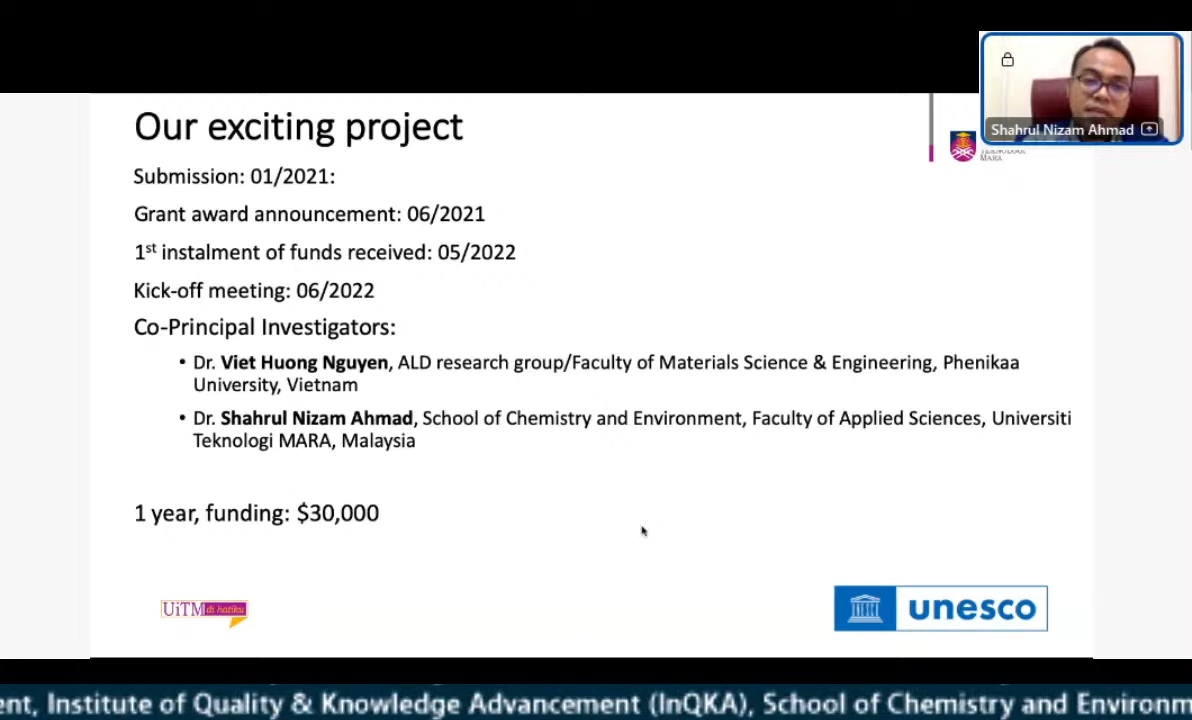 Our exciting project
Shahrul Nizam Ahmad
TEKNOLOGI
MARA
Submission: 01/2021:
Grant award announcement: 06/2021
1st instalment of funds received: 05/2022
Kick-off meeting: 06/2022
Co-Principal Investigators:
• Dr. Viet Huong Nguyen, ALD research group/Faculty of Materials Science & Engineering, Phenikaa
University, Vietnam
• Dr. Shahrul Nizam Ahmad, School of Chemistry and Environment, Faculty of Applied Sciences, Universiti
Teknologi MARA, Malaysia
1 year, funding: $30,000
UiTM di hatiku
unesco
ent, Institute of Quality & Knowledge Advancement (InQKA), School of Chemistry and Environm